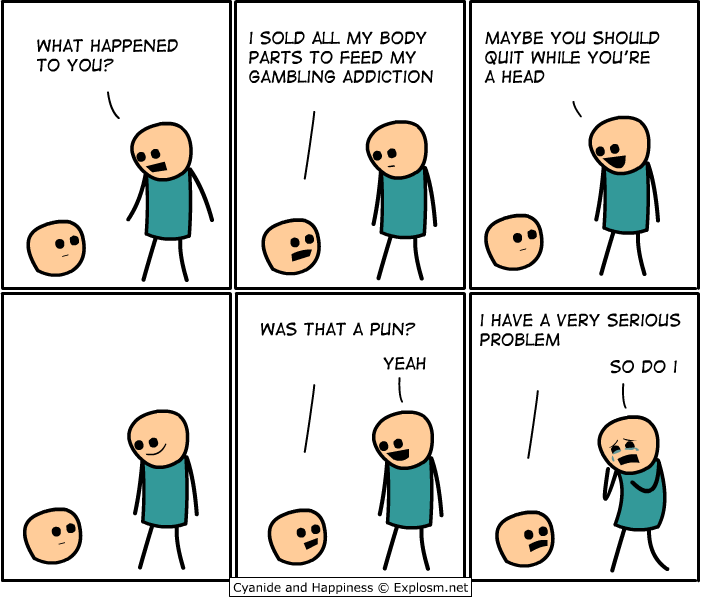 WHAT HAPPENED
TO YOU?
I SOLD ALL MY BODY
PARTS TO FEED MY
GAMBLING ADDICTION
MAYBE YOU SHOULD
QUIT WHILE YOU'RE
A HEAD
WAS THAT A PUN?
YEAH
I HAVE A VERY SERIOUS
PROBLEM
SO DO I
Cyanide and Happiness © Explosm.net